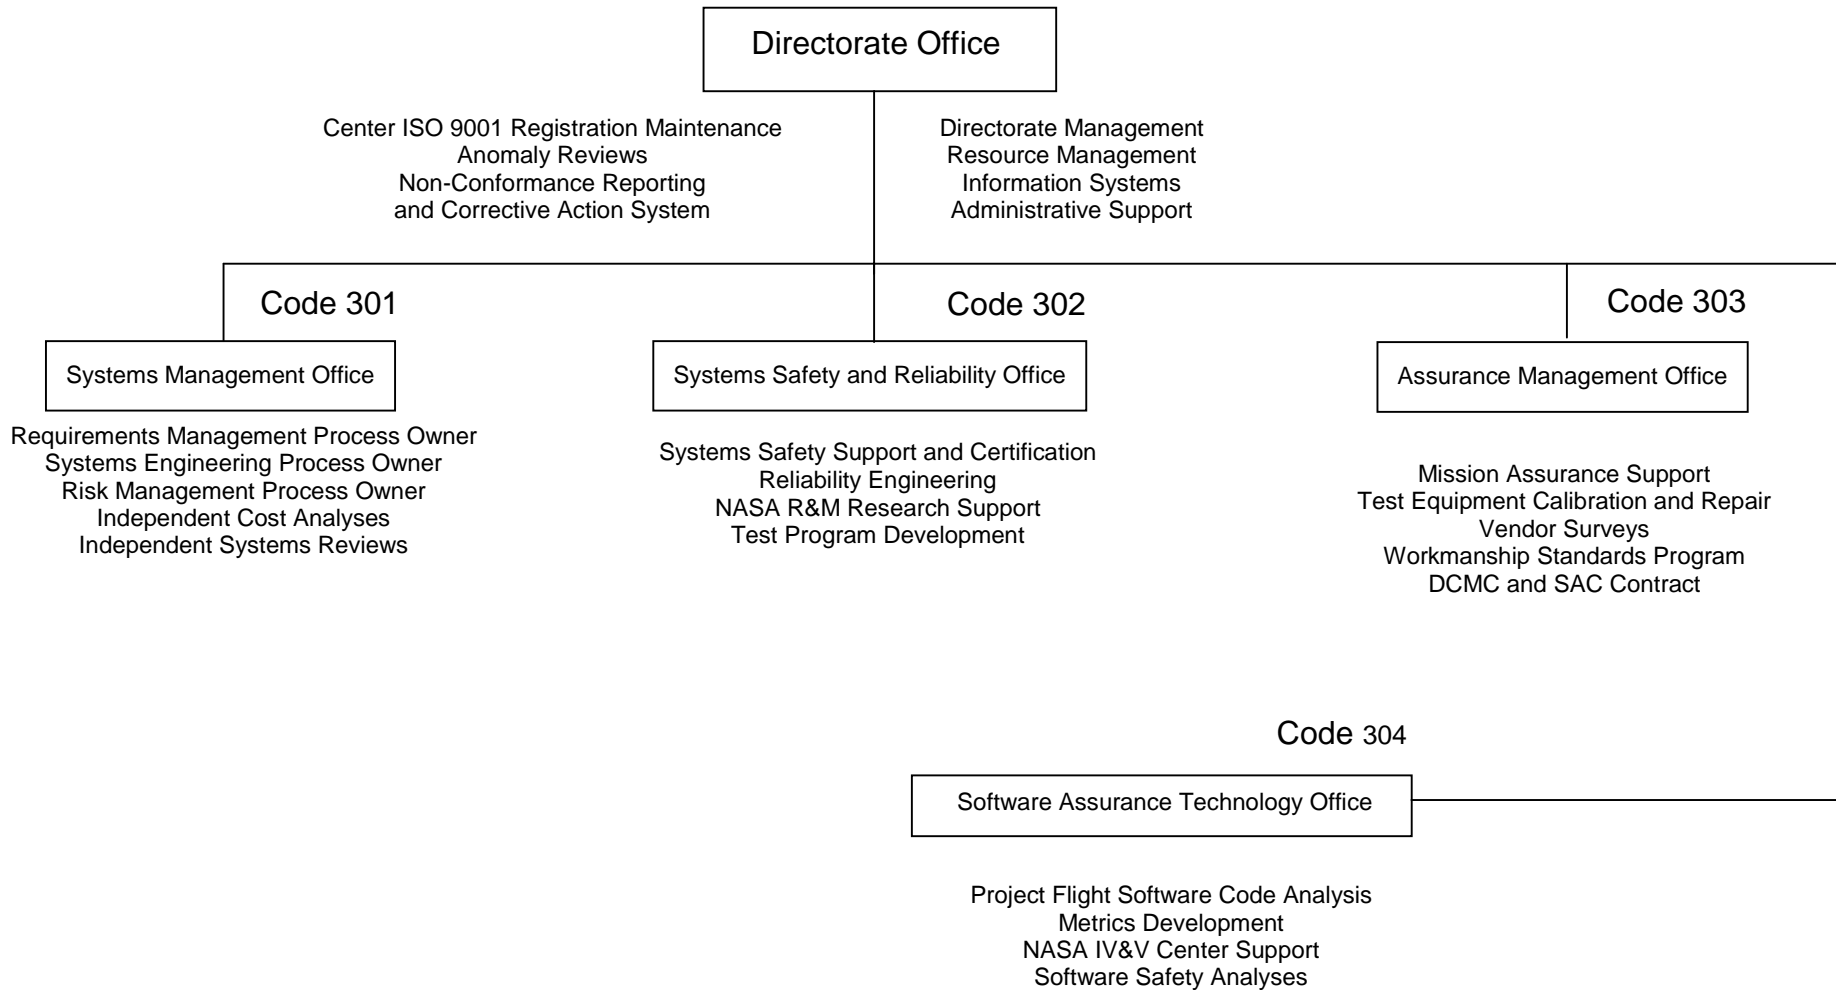 Directorate Office
Center ISO 9001 Registration Maintenance
Anomaly Reviews
Non-Conformance Reporting
and Corrective Action System
Directorate Management
Resource Management
Information Systems
Administrative Support
Code 301
Systems Management Office
Requirements Management Process Owner
Systems Engineering Process Owner
Risk Management Process Owner
Independent Cost Analyses
Independent Systems Reviews
Code 302
Systems Safety and Reliability Office
Systems Safety Support and Certification
Reliability Engineering
NASA R&M Research Support
Test Program Development
Code 303
Assurance Management Office
Mission Assurance Support
Test Equipment Calibration and Repair
Vendor Surveys
Workmanship Standards Program
DCMC and SAC Contract
Code 304
Software Assurance Technology Office
Project Flight Software Code Analysis
Metrics Development
NASA IV&V Center Support
Software Safety Analyses